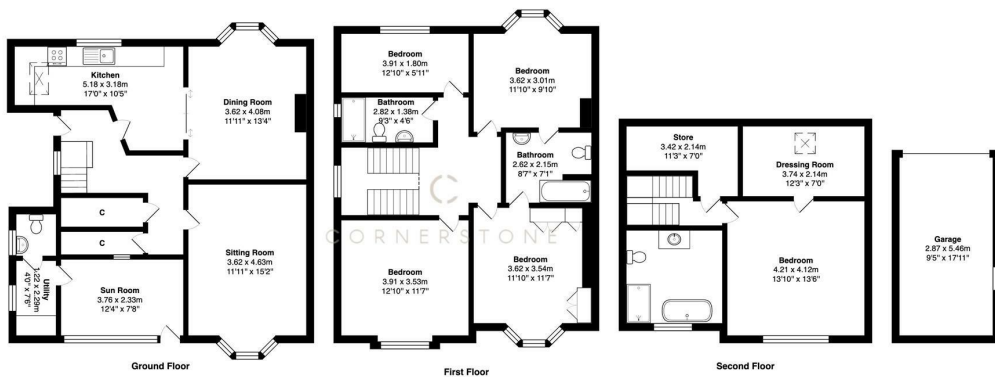 Kitchen
5.18 x 3.18m
17'0" x 10'5"
Dining Room
3.62 x 4.08m
11'11" x 13'4"
C
C
Sitting Room
3.62 x 4.63m
11'11" x 15'2"
Utility
1.22 x 2.29m
4'0" x 7'6"
Sun Room
3.76 x 2.33m
12'4" x 7'8"
Ground Floor
Bedroom
3.91 x 1.80m
12'10" x 5'11"
Bedroom
3.62 x 3.01m
11'10" x 9'10"
Bathroom
2.82 x 1.38m
9'3" x 4'6"
Bathroom
2.62 x 2.15m
8'7" x 7'1"
C
CORNERSTONE
Bedroom
3.91 x 3.53m
12'10" x 11'7"
Bedroom
3.62 x 3.54m
11'10" x 11'7"
First Floor
Store
3.42 x 2.14m
11'3" x 7'0"
Dressing Room
3.74 x 2.14m
12'3" x 7'0"
Bedroom
4.21 x 4.12m
13'10" x 13'6"
Second Floor
Garage
2.87 x 5.46m
9'5" x 17'11"